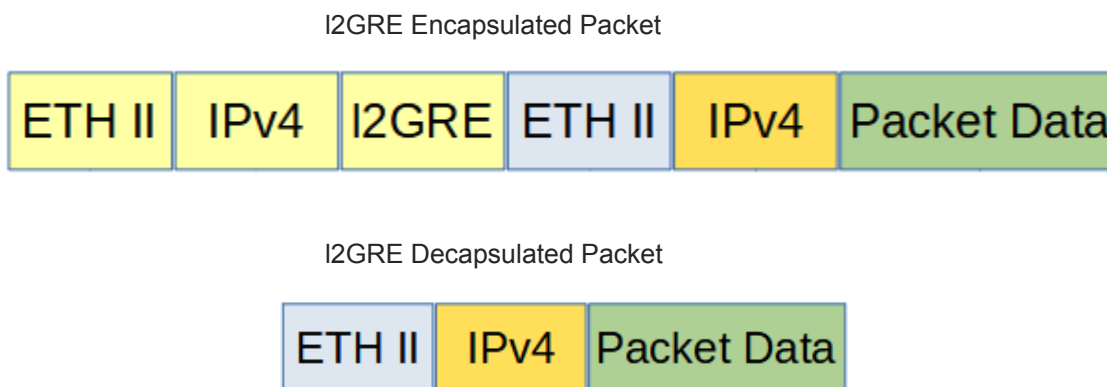 l2GRE Encapsulated Packet
ETH II IPv4 l2GRE ETH II IPv4 Packet Data
l2GRE Decapsulated Packet
ETH II IPv4 Packet Data